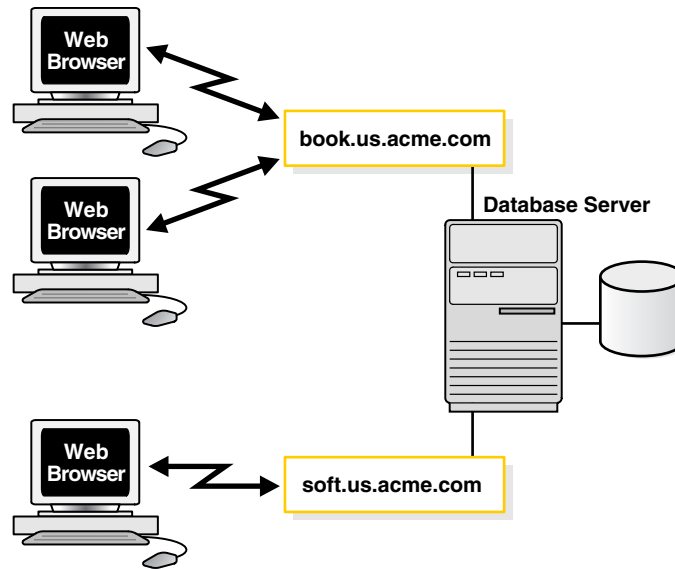 Web
Browser
book.us.acme.com
Web
Browser
Database Server
Web
Browser
soft.us.acme.com